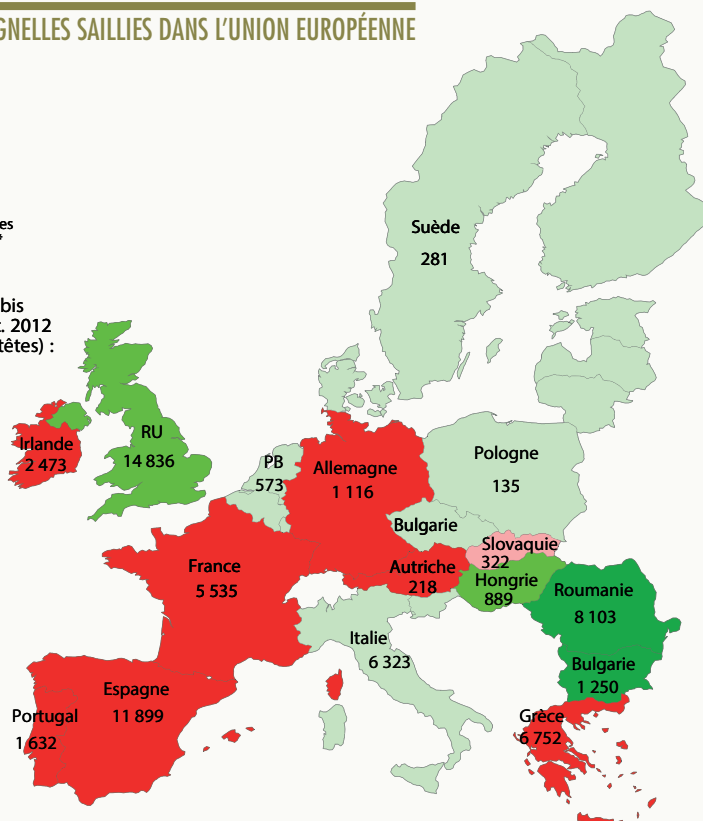 GNELLES SAILLIES DANS L'UNION EUROPÉENNE
es
bis
. 2012
têtes) :
Suède
281
Irlande
2 473
RU
14 836
PB
573
Allemagne
1 116
Pologne
135
Bulgarie
Slovaquie
322
France
5 535
Autriche
218
Hongrie
889
Roumanie
8 103
Italie
6 323
Bulgarie
1 250
Espagne
11 899
Portugal
1 632
Grèce
6 752